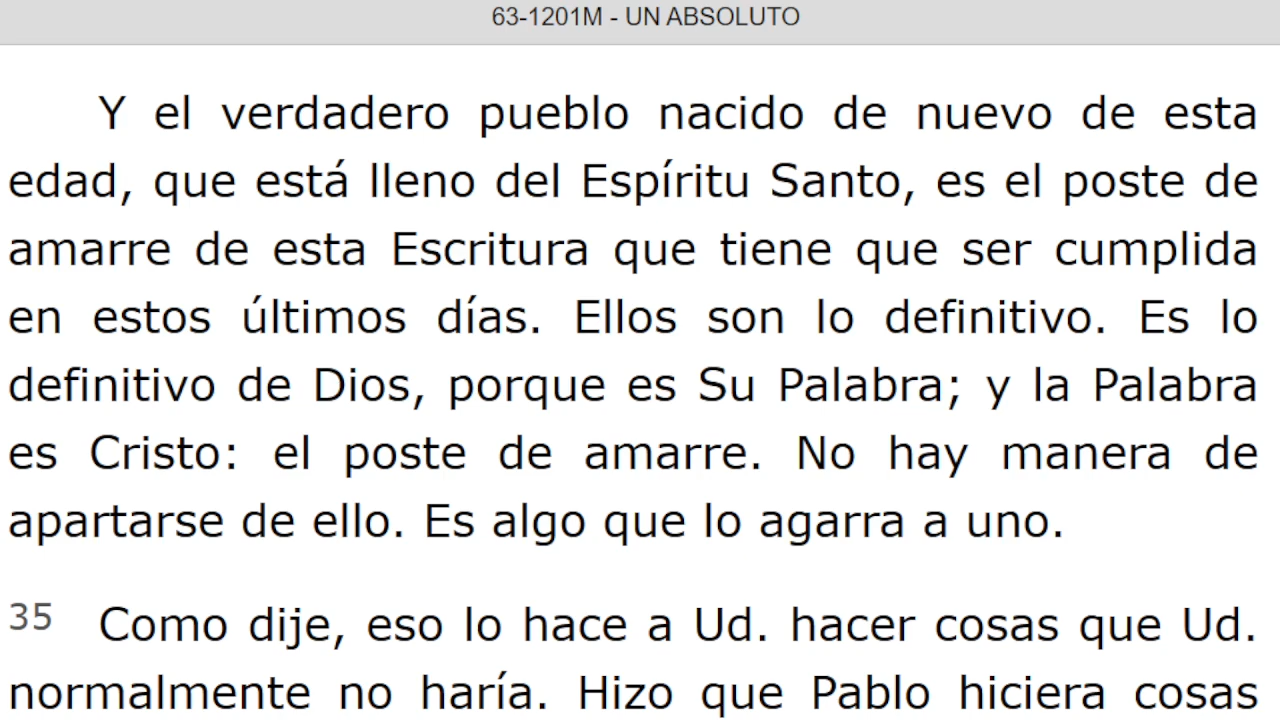 63-1201M - UN ABSOLUTO
Y el verdadero pueblo nacido de nuevo de esta
edad, que está lleno del Espíritu Santo, es el poste de
amarre de esta Escritura que tiene que ser cumplida
en estos últimos días. Ellos son lo definitivo. Es lo
definitivo de Dios, porque es Su Palabra; y la Palabra
es Cristo: el poste de amarre. No hay manera de
apartarse de ello. Es algo que lo agarra a uno.
35 Como dije, eso lo hace a Ud. hacer cosas que Ud.
normalmente no haría. Hizo que Pablo hiciera cosas